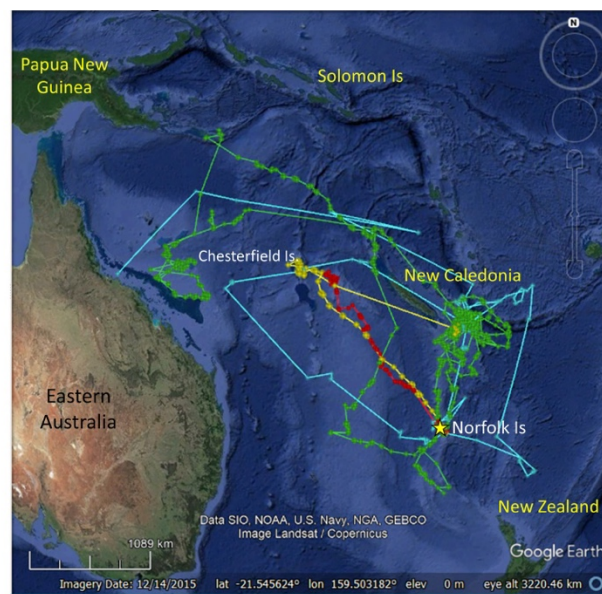 N
Papua New
Guinea
Solomon Is
Chesterfield Is
New Caledonia
Eastern
Australia
Norfolk Is
New Zealand
Data SIO, NOAA, U.S. Navy, NGA, GEBCO
Image Landsat / Copernicus
1089 km
Google Earth
Imagery Date: 12/14/2015 lat -21.545624° lon 159.503182° elev 0 m eye alt 3220.46 km